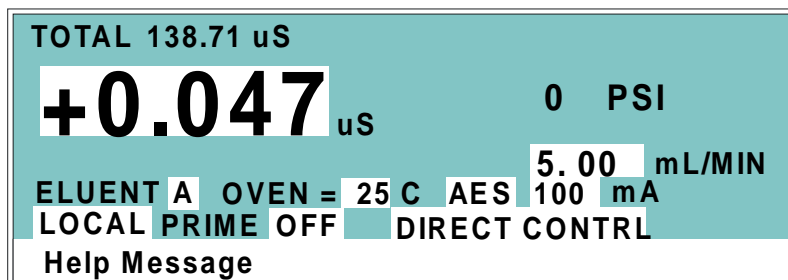 TOTAL 138.71 uS
+0.047 uS 0 PSI
5.00 mL/MIN
ELUENT A OVEN = 25 C AES 100 mA
LOCAL PRIME OFF DIRECT CONTRL
Help Message